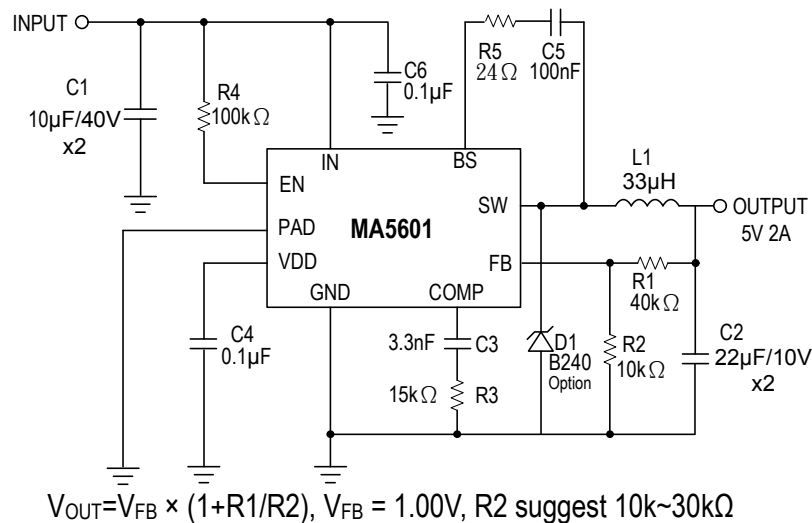 INPUT
C1
10µF/40V
x2
R4
100kΩ
C6
0.1µF
R5
24Ω
C5
100nF
IN
BS
EN
PAD
VDD
GND
COMP
SW
FB
MA5601
L1
33µH
OUTPUT
5V 2A
R1
40kΩ
C4
0.1µF
3.3nF
C3
15kΩ
R3
D1
B240
Option
R2
10kΩ
C2
22µF/10V
x2
VOUT=VFB × (1+R1/R2), VFB = 1.00V, R2 suggest 10k~30kΩ